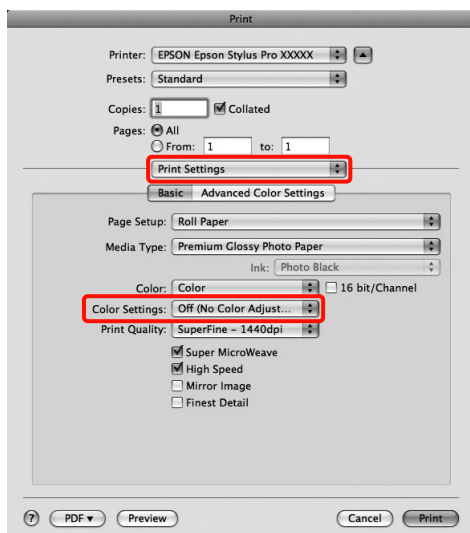 Print
Printer: EPSON Epson Stylus Pro XXXXX
Presets: Standard
Copies: 1 Collated
Pages: All
From: 1 to: 1
Print Settings
Basic Advanced Color Settings
Page Setup: Roll Paper
Media Type: Premium Glossy Photo Paper
Ink: Photo Black
Color: Color 16 bit/Channel
Color Settings: Off (No Color Adjust...
Print Quality: SuperFine – 1440dpi
Super MicroWeave
High Speed
Mirror Image
Finest Detail
? PDF ▾ Preview Cancel Print